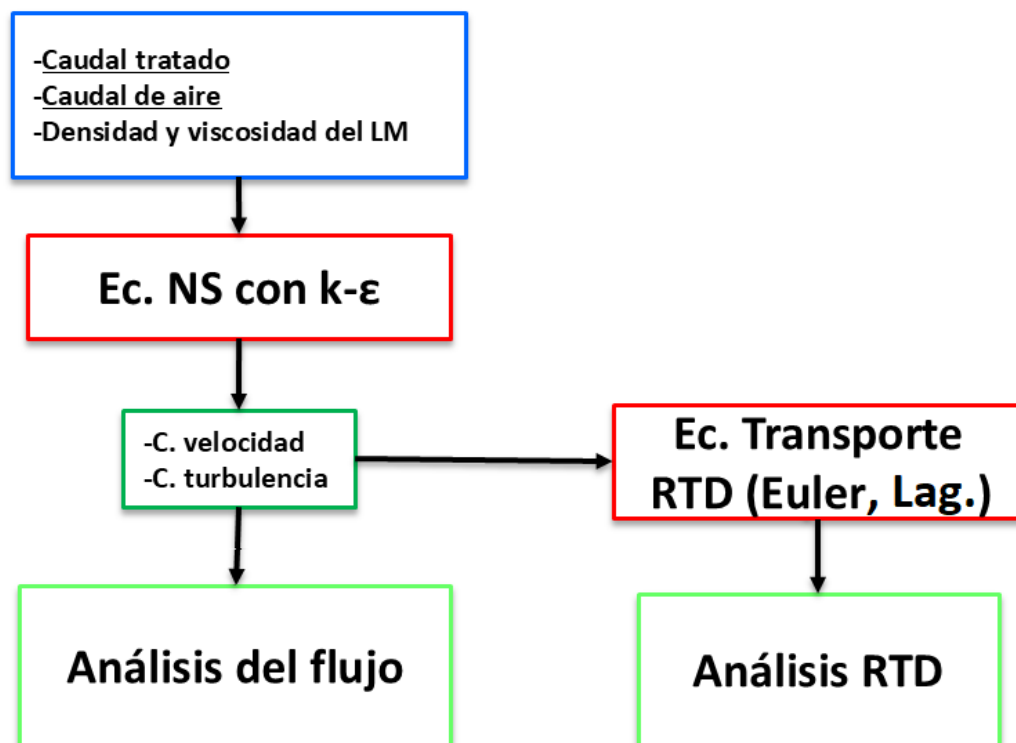 -Caudal tratado
-Caudal de aire
-Densidad y viscosidad del LM
Ec. NS con k-ε
-C. velocidad
-C. turbulencia
Ec. Transporte
RTD (Euler, Lag.)
Análisis del flujo
Análisis RTD